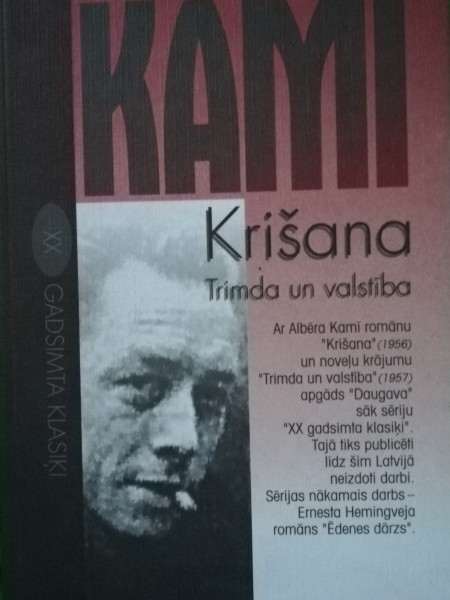 KAMI
XX GADSIMTA KLASIĶI
Krišana
Trimda un valstība
Ar Albēra Kamī romānu
"Krišana" (1956)
un noveļu krājumu
"Trimda un valstība" (1957)
apgāds "Daugava"
sāk sēriju
"XX gadsimta klasiķi".
Tajā tiks publicēti
līdz šim Latvijā
neizdoti darbi.
Sērijas nākamais darbs –
Ernesta Hemingveja
romāns "Ēdenes dārzs".